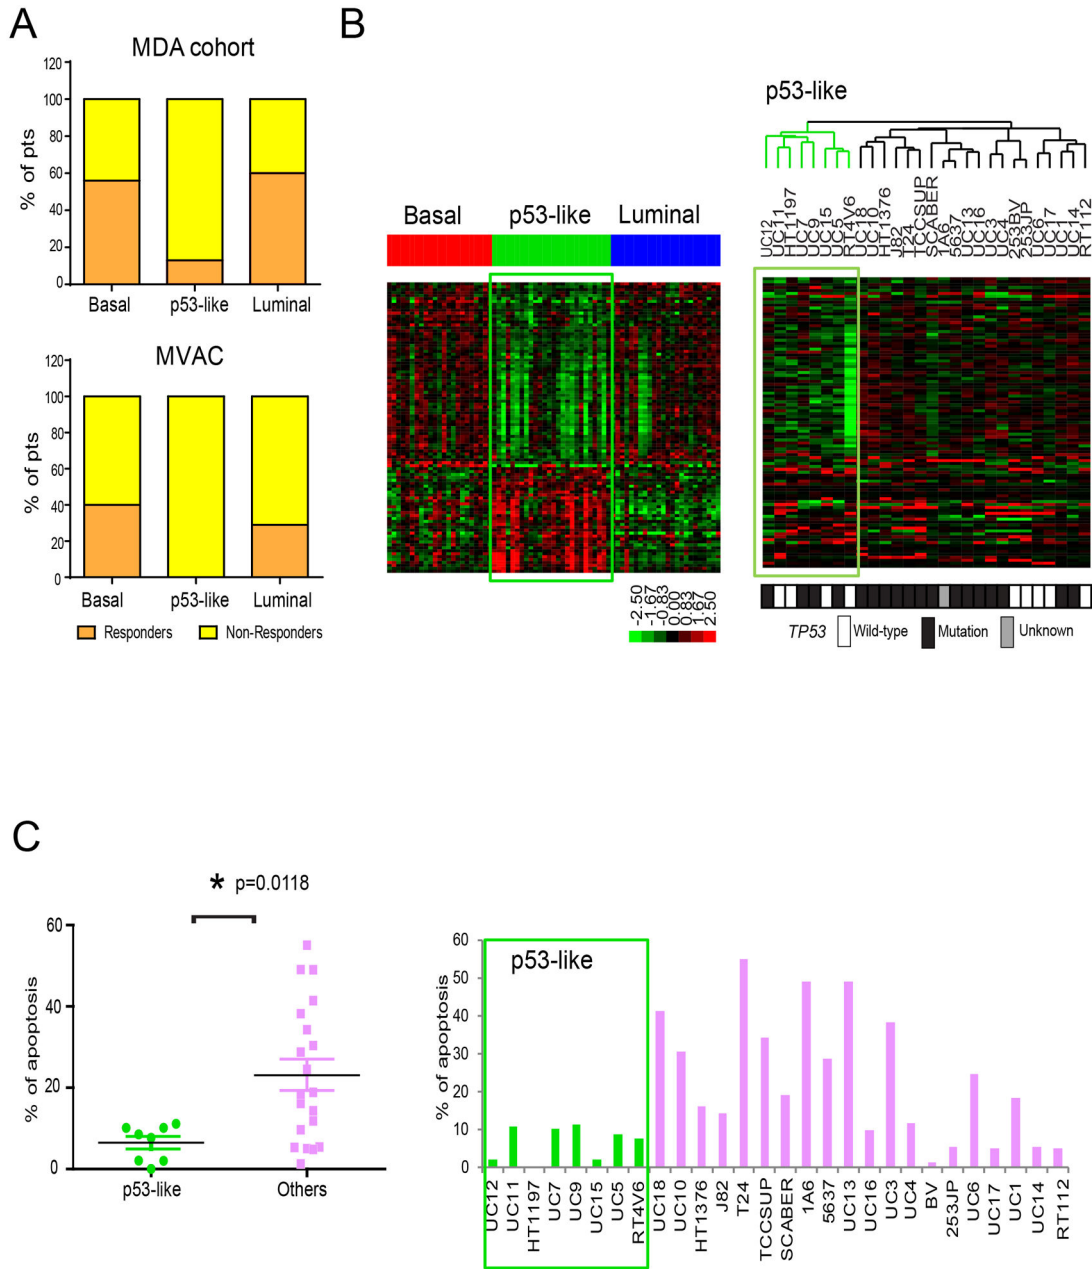 A
MDA cohort
120
100
80
60
40
20
0
% of pts
Basal p53-like Luminal
MVAC
120
100
80
60
40
20
0
% of pts
Basal p53-like Luminal
Responders Non-Responders
B
Basal p53-like Luminal
-2.50
-1.67
-0.83
0.00
0.83
1.67
2.50
p53-like
UC12
UC11
HT1197
UC7
UC9
UC15
UC5
RT4V6
UC18
UC10
HT1376
J82
T24
TCCSUP
SCABER
1A6
5637
UC13
UC16
UC3
UC4
253BV
253JP
UC6
UC17
UC1
UC14
RT112
TP53 Wild-type Mutation Unknown
C
* p=0.0118
60
40
20
0
% of apoptosis
p53-like Others
p53-like
60
50
40
30
20
10
0
% of apoptosis
UC12
UC11
HT1197
UC7
UC9
UC15
UC5
RT4V6
UC18
UC10
HT1376
J82
T24
TCCSUP
SCABER
1A6
5637
UC13
UC16
UC3
UC4
BV
253JP
UC6
UC17
UC1
UC14
RT112